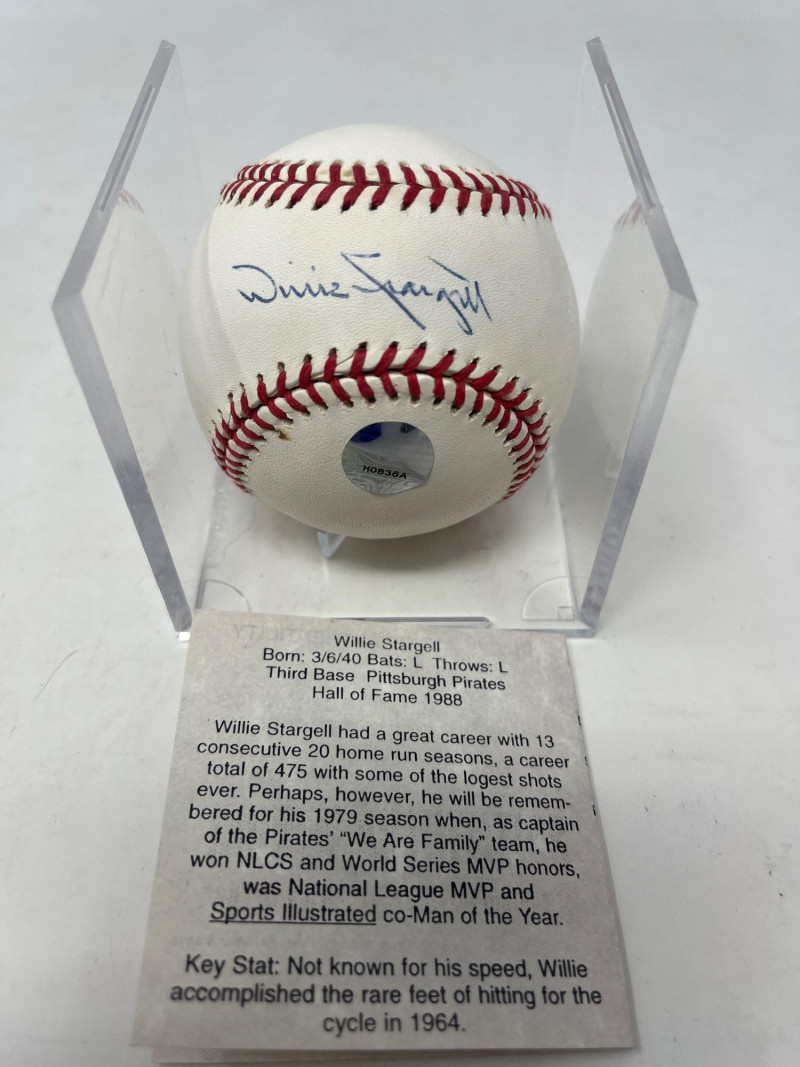 Willie Stargell
H0836A
Willie Stargell
Born: 3/6/40 Bats: L Throws: L
Third Base Pittsburgh Pirates
Hall of Fame 1988
Willie Stargell had a great career with 13
consecutive 20 home run seasons, a career
total of 475 with some of the logest shots
ever. Perhaps, however, he will be remem-
bered for his 1979 season when, as captain
of the Pirates' “We Are Family” team, he
won NLCS and World Series MVP honors,
was National League MVP and
Sports Illustrated co-Man of the Year.
Key Stat: Not known for his speed, Willie
accomplished the rare feet of hitting for the
cycle in 1964.